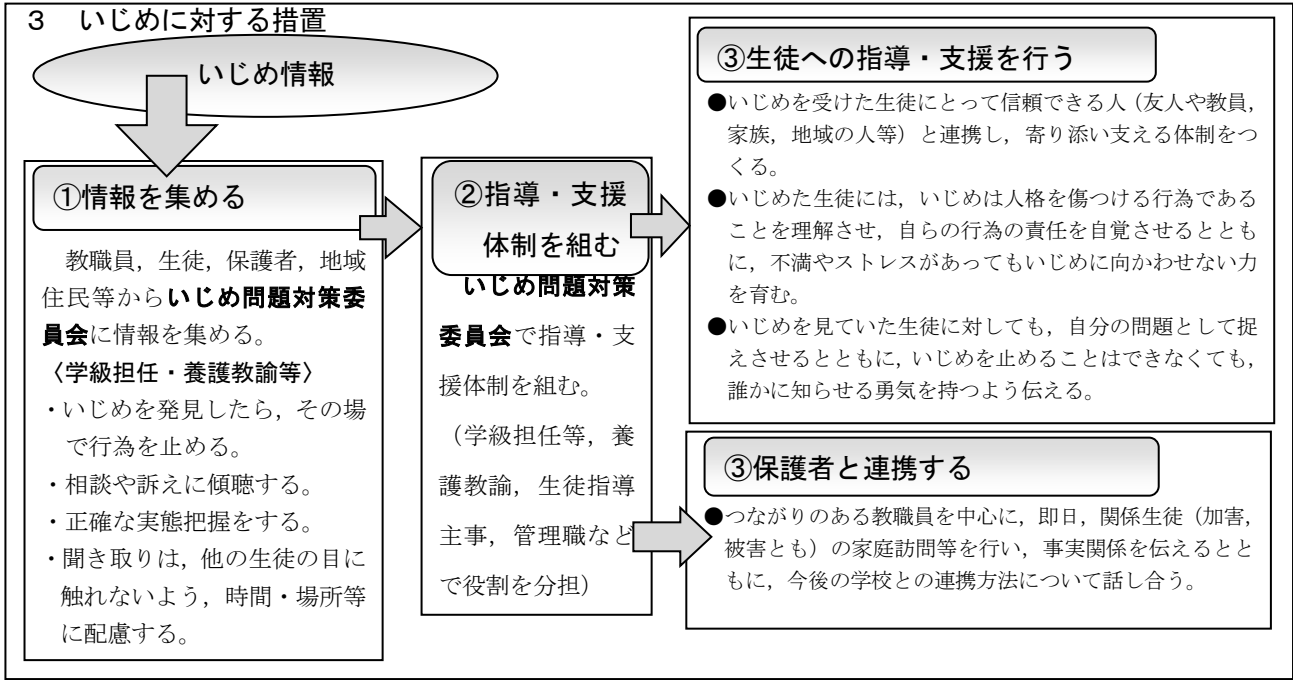 3 いじめに対する措置
いじめ情報
①情報を集める
教職員，生徒，保護者，地域
住民等からいじめ問題対策委
員会に情報を集める。
〈学級担任・養護教諭等〉
・いじめを発見したら，その場
で行為を止める。
・相談や訴えに傾聴する。
・正確な実態把握をする。
・聞き取りは，他の生徒の目に
触れないよう，時間・場所等
に配慮する。
②指導・支援
体制を組む
いじめ問題対策
委員会で指導・支
援体制を組む。
（学級担任等，養
護教諭，生徒指導
主事，管理職など
で役割を分担）
③生徒への指導・支援を行う
●いじめを受けた生徒にとって信頼できる人（友人や教員，
家族，地域の人等）と連携し，寄り添い支える体制をつ
くる。
●いじめた生徒には，いじめは人格を傷つける行為である
ことを理解させ，自らの行為の責任を自覚させるととも
に，不満やストレスがあってもいじめに向かわせない力
を育む。
●いじめを見ていた生徒に対しても，自分の問題として捉
えさせるとともに，いじめを止めることはできなくても，
誰かに知らせる勇気を持つよう伝える。
③保護者と連携する
●つながりのある教職員を中心に，即日，関係生徒（加害，
被害とも）の家庭訪問等を行い，事実関係を伝えるとと
もに，今後の学校との連携方法について話し合う。